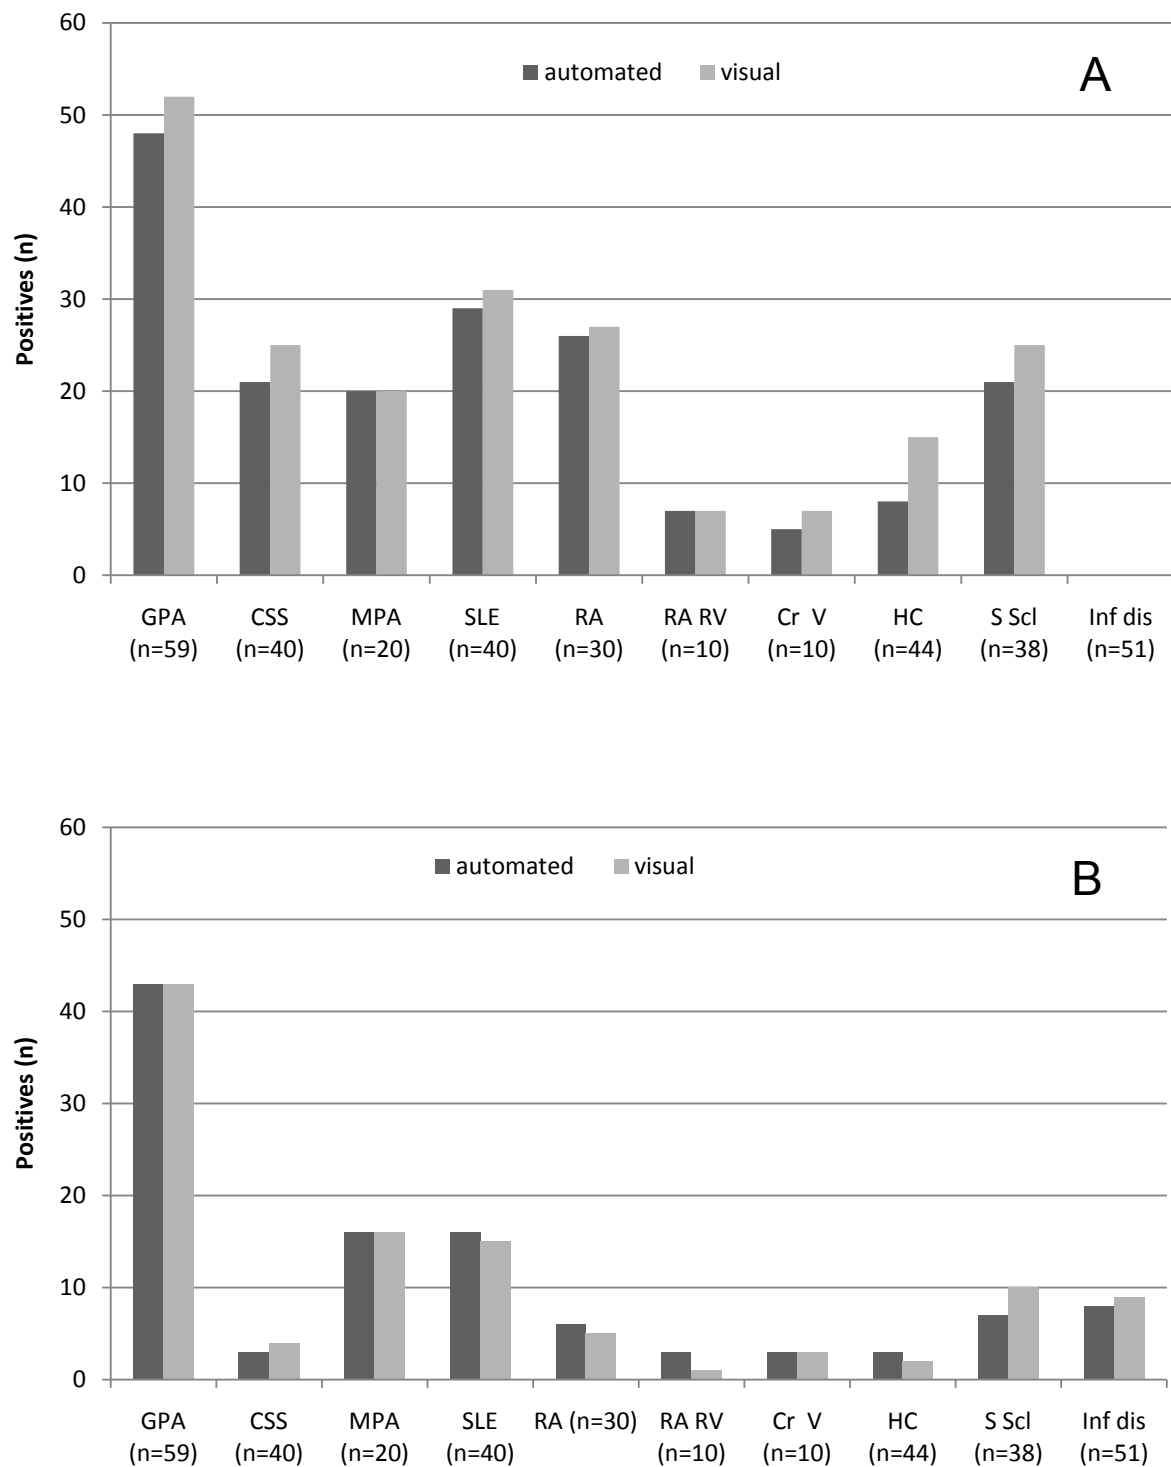 60
automated visual
A
50
40
30
20
10
0
Positives (n)
GPA CSS MPA SLE RA RA RV Cr V HC S Scl Inf dis
(n=59) (n=40) (n=20) (n=40) (n=30) (n=10) (n=10) (n=44) (n=38) (n=51)
60
automated visual
B
50
40
30
20
10
0
Positives (n)
GPA CSS MPA SLE RA (n=30) RA RV Cr V HC S Scl Inf dis
(n=59) (n=40) (n=20) (n=40) (n=10) (n=10) (n=44) (n=38) (n=51)